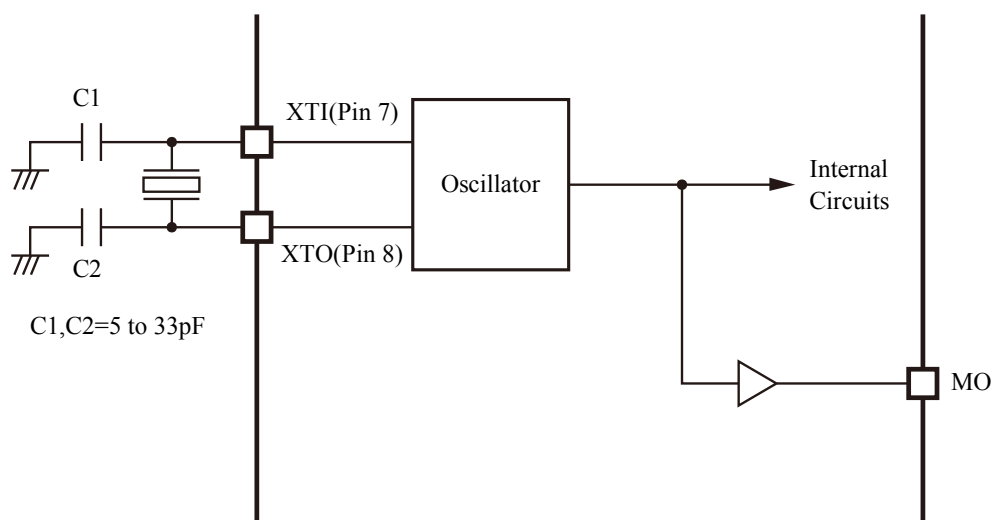 C1
XTI(Pin 7)
Oscillator
Internal
Circuits
XTO(Pin 8)
C2
C1,C2=5 to 33pF
MO